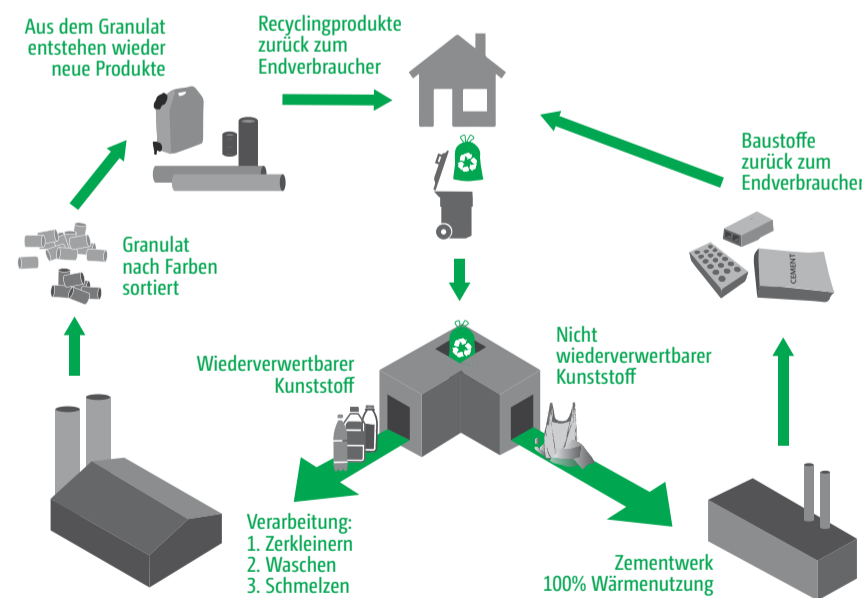 Aus dem Granulat
entstehen wieder
neue Produkte
Recyclingprodukte
zurück zum
Endverbraucher
Baustoffe
zurück zum
Endverbraucher
Granulat
nach Farben
sortiert
CEMENT
Wiederverwertbarer
Kunststoff
Nicht
wiederverwertbarer
Kunststoff
Verarbeitung:
1. Zerkleinern
2. Waschen
3. Schmelzen
Zementwerk
100% Wärmenutzung